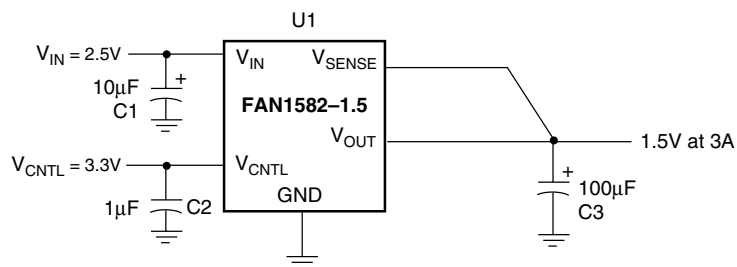 U1
V_IN = 2.5V
V_IN
V_SENSE
+
10µF
C1
FAN1582–1.5
V_OUT
1.5V at 3A
V_CNTL = 3.3V
V_CNTL
+
100µF
C3
1µF
C2
GND